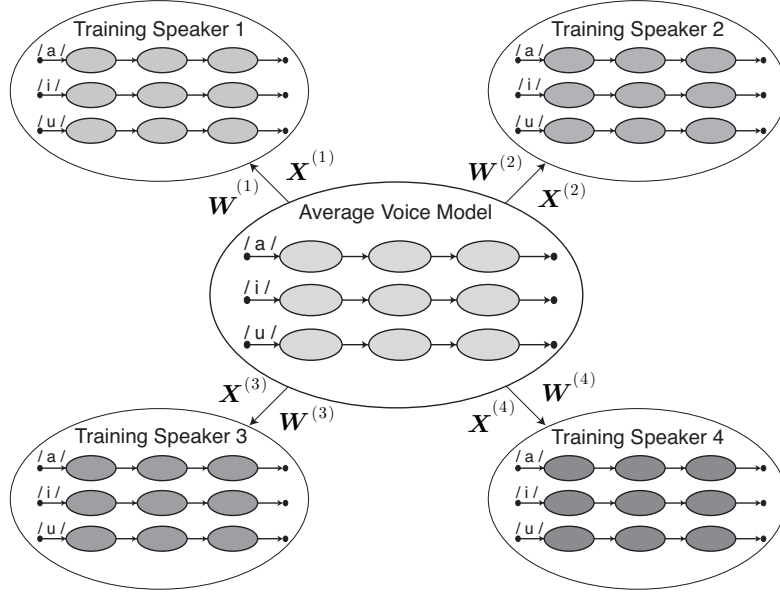 Training Speaker 1
/ a /
/ i /
/ u /
Training Speaker 2
/ a /
/ i /
/ u /
X^(1)
W^(1)
W^(2)
X^(2)
Average Voice Model
/ a /
/ i /
/ u /
X^(3)
W^(3)
W^(4)
X^(4)
Training Speaker 3
/ a /
/ i /
/ u /
Training Speaker 4
/ a /
/ i /
/ u /